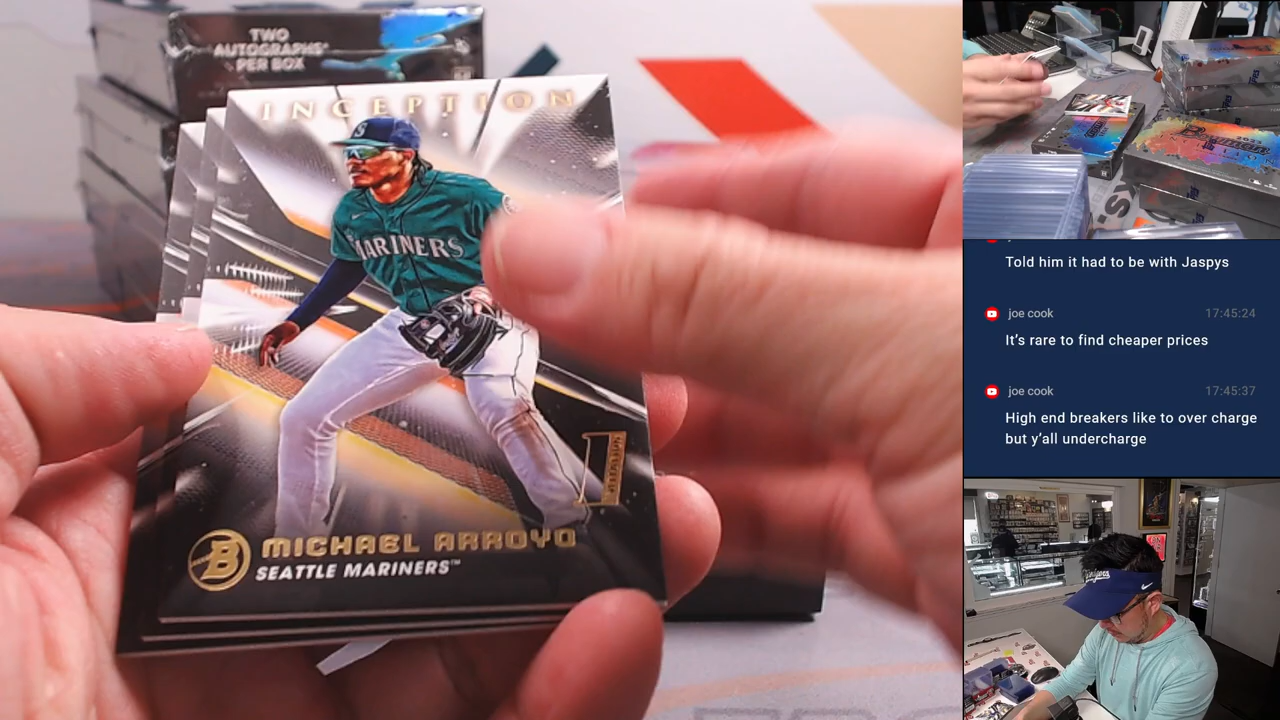 TWO
AUTOGRAPHS*
PER BOX
INCEPTION
MARINERS
MICHAEL ARROYO
SEATTLE MARINERS™
Told him it had to be with Jaspys
joe cook 17:45:24
It's rare to find cheaper prices
joe cook 17:45:37
High end breakers like to over charge
but y'all undercharge